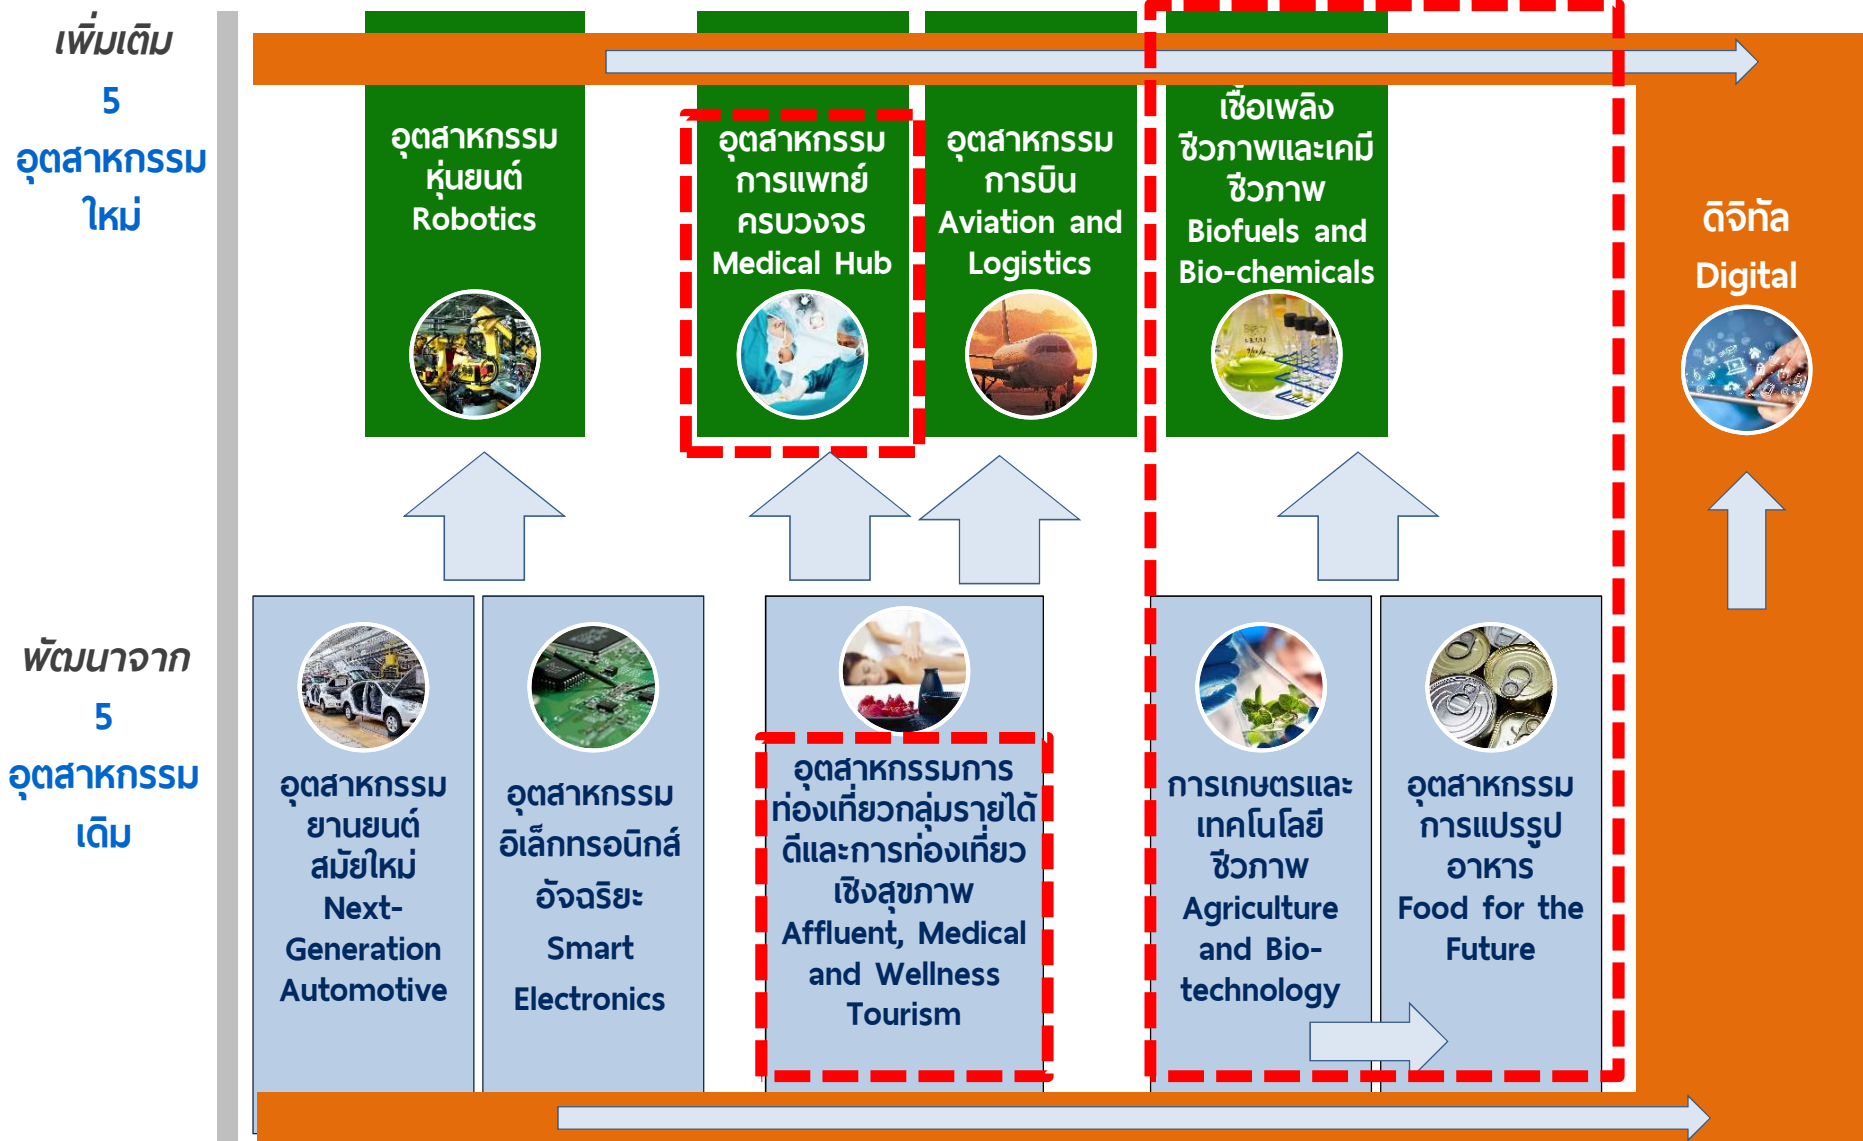 เพิ่มเติม
5
อุตสาหกรรม
ใหม่
อุตสาหกรรม
หุ่นยนต์
Robotics
อุตสาหกรรม
การแพทย์
ครบวงจร
Medical Hub
อุตสาหกรรม
การบิน
Aviation and
Logistics
เชื้อเพลิง
ชีวภาพและเคมี
ชีวภาพ
Biofuels and
Bio-chemicals
ดิจิทัล
Digital
พัฒนาจาก
5
อุตสาหกรรม
เดิม
อุตสาหกรรม
ยานยนต์
สมัยใหม่
Next-
Generation
Automotive
อุตสาหกรรม
อิเล็กทรอนิกส์
อัจฉริยะ
Smart
Electronics
อุตสาหกรรมการ
ท่องเที่ยวกลุ่มรายได้
ดีและการท่องเที่ยว
เชิงสุขภาพ
Affluent, Medical
and Wellness
Tourism
การเกษตรและ
เทคโนโลยี
ชีวภาพ
Agriculture
and Bio-
technology
อุตสาหกรรม
การแปรรูป
อาหาร
Food for the
Future